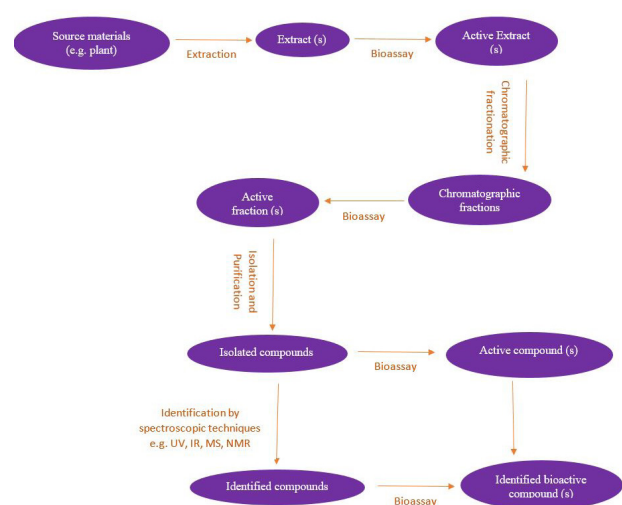 Source materials
(e.g. plant)
Extraction
Extract (s)
Bioassay
Active Extract
(s)
Chromatographic
fractionation
Chromatographic
fractions
Bioassay
Active
fraction (s)
Isolation and
Purification
Isolated compounds
Bioassay
Active compound (s)
Identification by
spectroscopic techniques
e.g. UV, IR, MS, NMR
Identified compounds
Bioassay
Identified bioactive
compound (s)